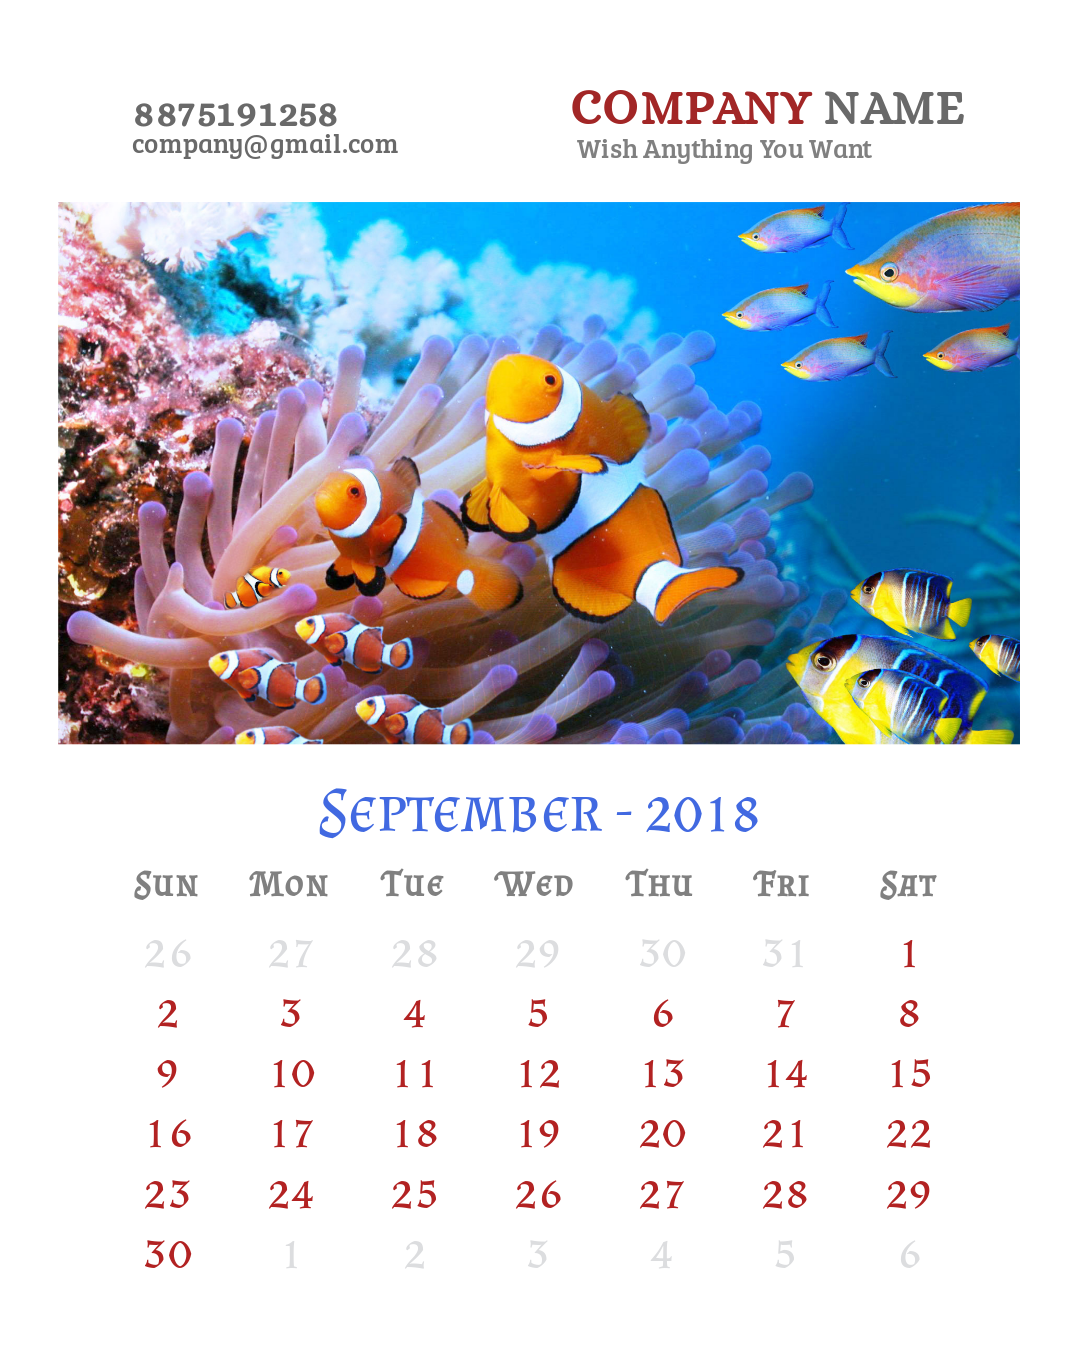 8875191258
company@gmail.com
COMPANY NAME
Wish Anything You Want
September - 2018
Sun Mon Tue Wed Thu Fri Sat
26 27 28 29 30 31 1
2 3 4 5 6 7 8
9 10 11 12 13 14 15
16 17 18 19 20 21 22
23 24 25 26 27 28 29
30 1 2 3 4 5 6